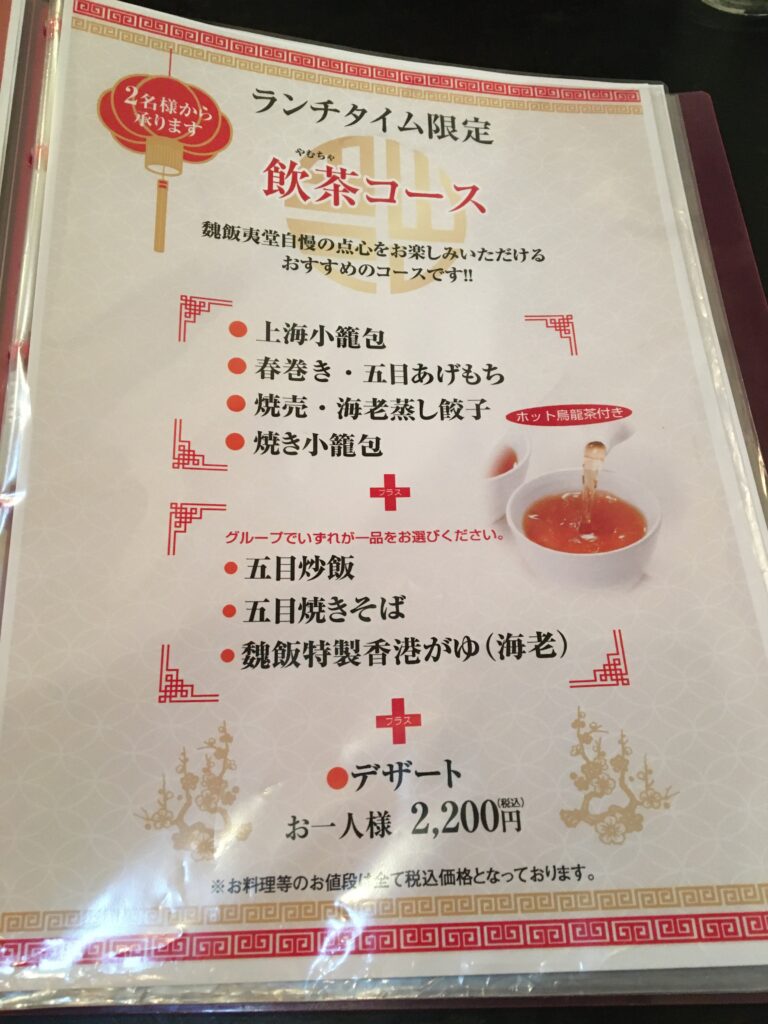 2名様から
承ります
ランチタイム限定
やむちゃ
飲茶コース
魏飯夷堂自慢の点心をお楽しみいただける
おすすめのコースです!!
●上海小籠包
●春巻き・五目あげもち
●焼売・海老蒸し餃子
ホット烏龍茶付き
●焼き小籠包
プラス
グループでいずれが一品をお選びください。
●五目炒飯
●五目焼きそば
●魏飯特製香港がゆ(海老)
プラス
●デザート
お一人様 2,200円(税込)
※お料理等のお値段は全て税込価格となっております。